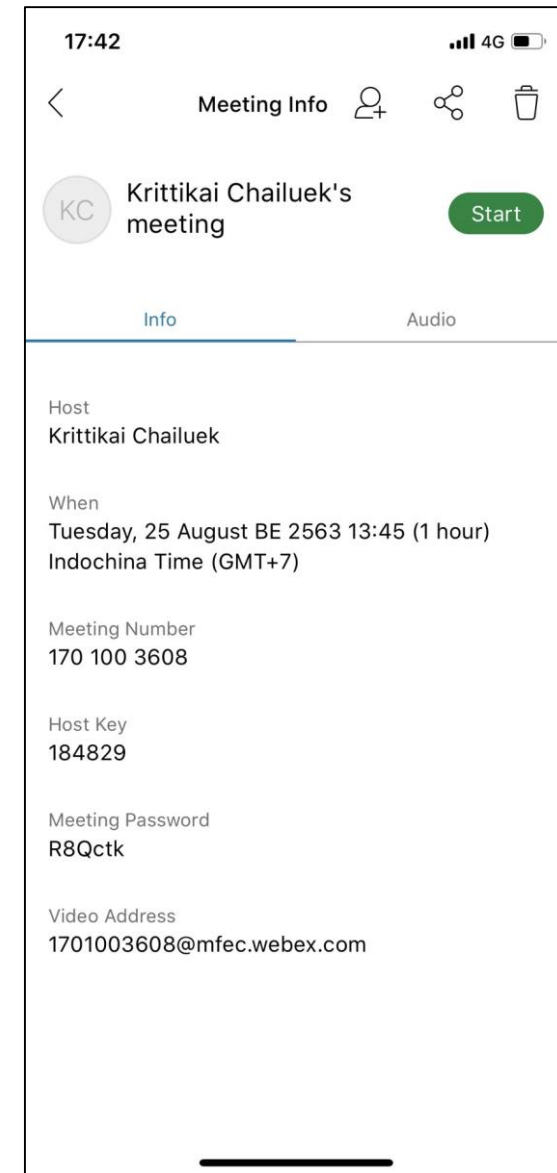 17:42
4G
Meeting Info
KC
Krittikai Chailuek's
meeting
Start
Info
Audio
Host
Krittikai Chailuek
When
Tuesday, 25 August BE 2563 13:45 (1 hour)
Indochina Time (GMT+7)
Meeting Number
170 100 3608
Host Key
184829
Meeting Password
R8Qctk
Video Address
1701003608@mfec.webex.com